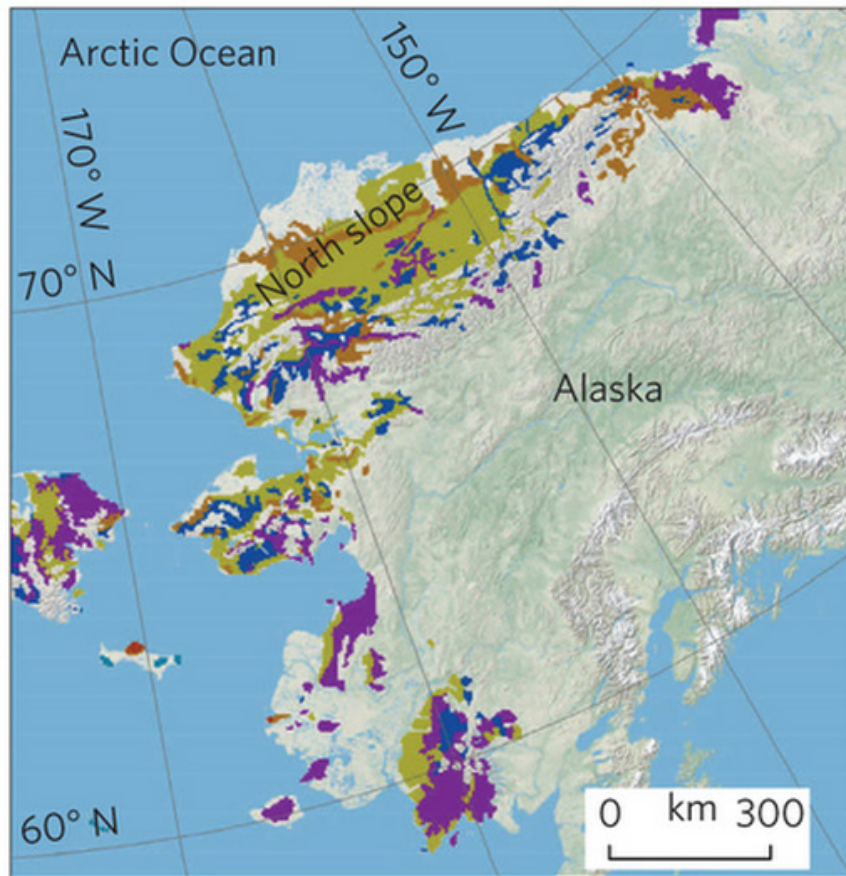 Arctic Ocean
150° W
170° W
70° N
North slope
Alaska
60° N
0 km 300